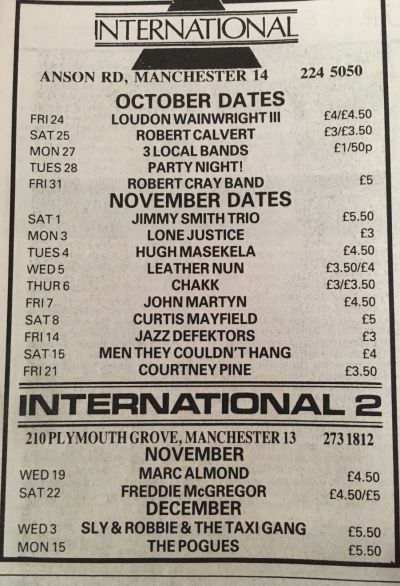 INTERNATIONAL
ANSON RD, MANCHESTER 14 224 5050
OCTOBER DATES
FRI 24 LOUDON WAINWRIGHT III £4/£4.50
SAT 25 ROBERT CALVERT £3/£3.50
MON 27 3 LOCAL BANDS £1/50p
TUES 28 PARTY NIGHT!
FRI 31 ROBERT CRAY BAND £5
NOVEMBER DATES
SAT 1 JIMMY SMITH TRIO £5.50
MON 3 LONE JUSTICE £3
TUES 4 HUGH MASEKELA £4.50
WED 5 LEATHER NUN £3.50/£4
THUR 6 CHAKK £3/£3.50
FRI 7 JOHN MARTYN £4.50
SAT 8 CURTIS MAYFIELD £5
FRI 14 JAZZ DEFEKTORS £3
SAT 15 MEN THEY COULDN'T HANG £4
FRI 21 COURTNEY PINE £3.50
INTERNATIONAL 2
210 PLYMOUTH GROVE, MANCHESTER 13 273 1812
NOVEMBER
WED 19 MARC ALMOND £4.50
SAT 22 FREDDIE McGREGOR £4.50/£5
DECEMBER
WED 3 SLY & ROBBIE & THE TAXI GANG £5.50
MON 15 THE POGUES £5.50